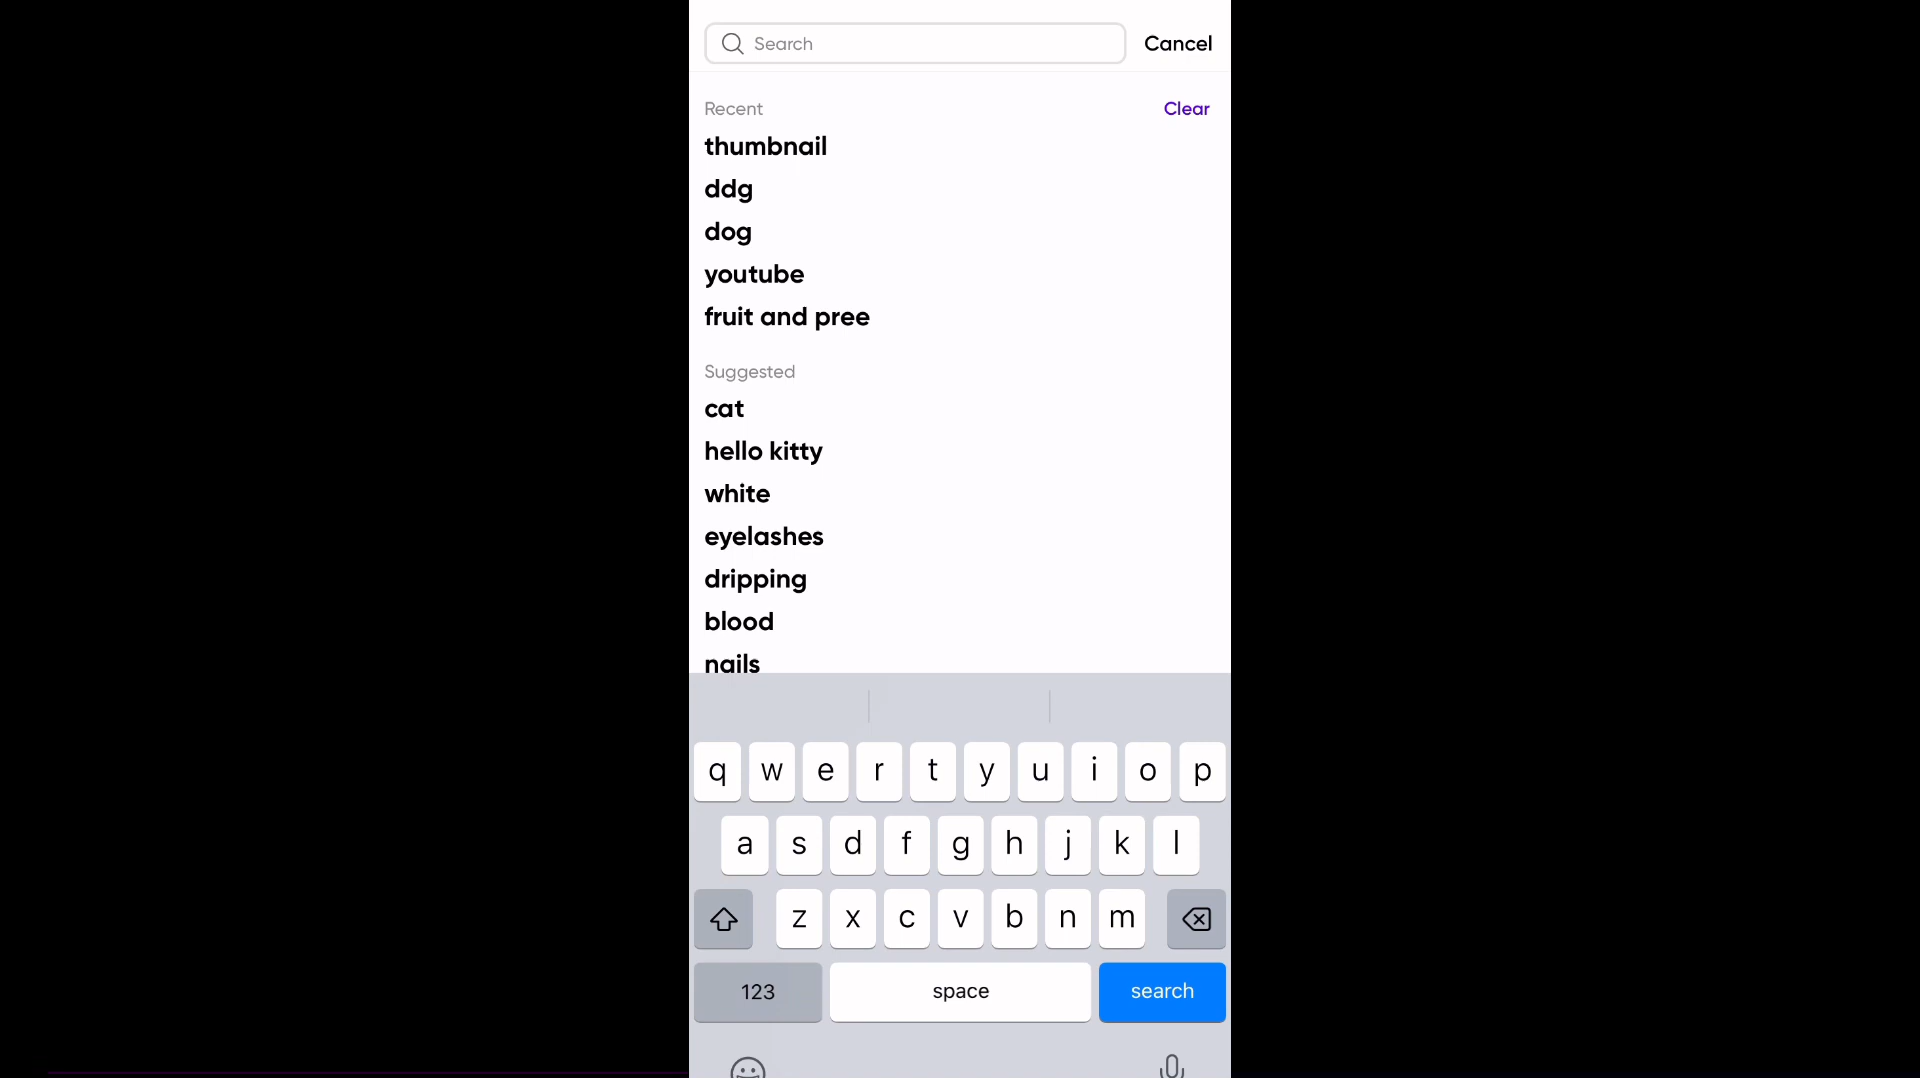 Search Cancel
Recent Clear
thumbnail
ddg
dog
youtube
fruit and pree
Suggested
cat
hello kitty
white
eyelashes
dripping
blood
nails
q w e r t y u i o p
a s d f g h j k l
z x c v b n m
123 space search